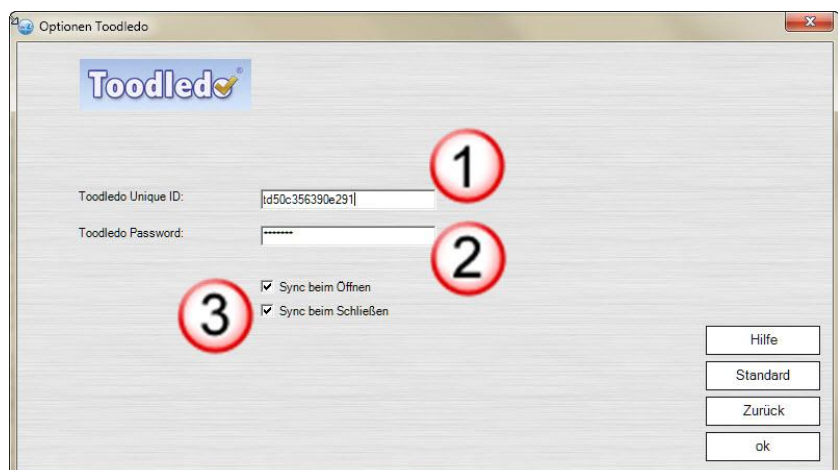 Optionen Toodledo
Toodledo®
1
Toodledo Unique ID:
td50c356390e291
Toodledo Password:
•••••••
2
Sync beim Öffnen
3
Sync beim Schließen
Hilfe
Standard
Zurück
ok